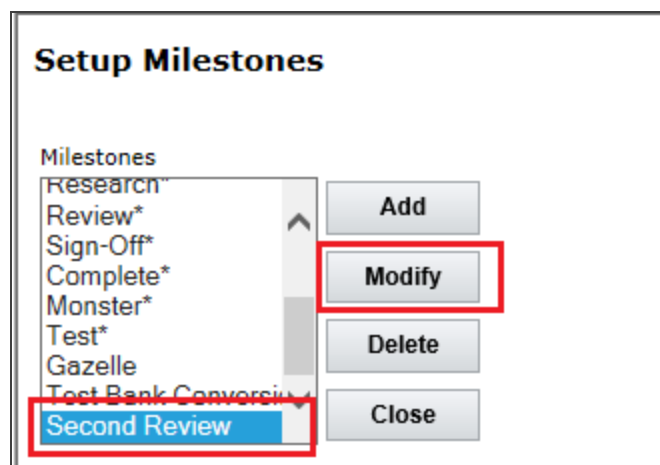 Setup Milestones
Milestones
Research*
Review*
Sign-Off*
Complete*
Monster*
Test*
Gazelle
Test Bank Conversi
Second Review
Add
Modify
Delete
Close